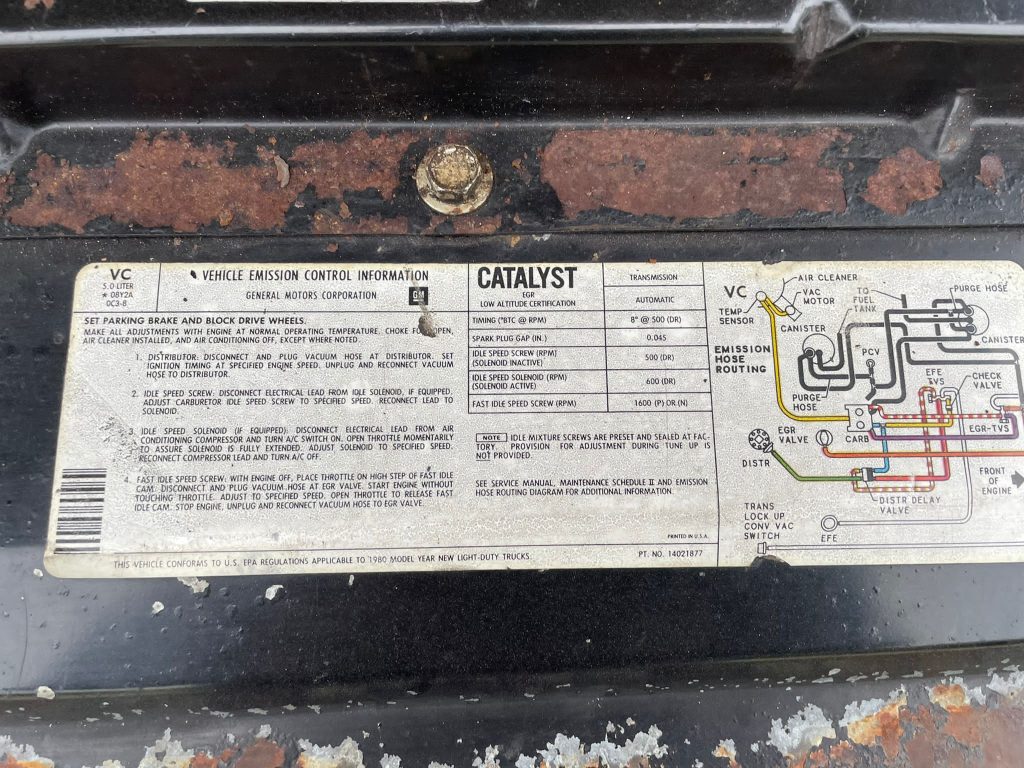 VC
5.0 LITER
★ 08Y2A
0C3-8
VEHICLE EMISSION CONTROL INFORMATION
GENERAL MOTORS CORPORATION
GM
SET PARKING BRAKE AND BLOCK DRIVE WHEELS.
MAKE ALL ADJUSTMENTS WITH ENGINE AT NORMAL OPERATING TEMPERATURE. CHOKE OPEN,
AIR CLEANER INSTALLED, AND AIR CONDITIONING OFF, EXCEPT WHERE NOTED.
1. DISTRIBUTOR: DISCONNECT AND PLUG VACUUM HOSE AT DISTRIBUTOR. SET
IGNITION TIMING AT SPECIFIED ENGINE SPEED. UNPLUG AND RECONNECT VACUUM
HOSE TO DISTRIBUTOR.
2. IDLE SPEED SCREW: DISCONNECT ELECTRICAL LEAD FROM IDLE SOLENOID, IF EQUIPPED.
ADJUST CARBURETOR IDLE SPEED SCREW TO SPECIFIED SPEED. RECONNECT LEAD TO
SOLENOID.
3. IDLE SPEED SOLENOID (IF EQUIPPED): DISCONNECT ELECTRICAL LEAD FROM AIR
CONDITIONING COMPRESSOR AND TURN A/C SWITCH ON. OPEN THROTTLE MOMENTARILY
TO ASSURE SOLENOID IS FULLY EXTENDED. ADJUST SOLENOID TO SPECIFIED SPEED.
RECONNECT COMPRESSOR LEAD AND TURN A/C OFF.
4. FAST IDLE SPEED SCREW: WITH ENGINE OFF, PLACE THROTTLE ON HIGH STEP OF FAST IDLE
CAM. DISCONNECT AND PLUG VACUUM HOSE AT EGR VALVE. START ENGINE WITHOUT
TOUCHING THROTTLE. ADJUST TO SPECIFIED SPEED. OPEN THROTTLE TO RELEASE FAST
IDLE CAM. STOP ENGINE, UNPLUG AND RECONNECT VACUUM HOSE TO EGR VALVE.
THIS VEHICLE CONFORMS TO U.S. EPA REGULATIONS APPLICABLE TO 1980 MODEL YEAR NEW LIGHT-DUTY TRUCKS.
CATALYST
EGR
LOW ALTITUDE CERTIFICATION
TRANSMISSION
AUTOMATIC
TIMING (°BTC @ RPM) 8° @ 500 (DR)
SPARK PLUG GAP (IN.) 0.045
IDLE SPEED SCREW (RPM)
(SOLENOID INACTIVE) 500 (DR)
IDLE SPEED SOLENOID (RPM)
(SOLENOID ACTIVE) 600 (DR)
FAST IDLE SPEED SCREW (RPM) 1600 (P) OR (N)
NOTE IDLE MIXTURE SCREWS ARE PRESET AND SEALED AT FAC-
TORY. PROVISION FOR ADJUSTMENT DURING TUNE UP IS
NOT PROVIDED.
SEE SERVICE MANUAL, MAINTENANCE SCHEDULE II AND EMISSION
HOSE ROUTING DIAGRAM FOR ADDITIONAL INFORMATION.
PRINTED IN U.S.A.
PT. NO. 14021877
VC
AIR CLEANER
VAC
MOTOR
TEMP
SENSOR
TO
FUEL
TANK
PURGE HOSE
CANISTER
CANISTER
EMISSION
HOSE
ROUTING
PCV
PURGE
HOSE
EFE
TVS
CHECK
VALVE
EGR
VALVE
CARB
EGR-TVS
DISTR
FRONT
OF
ENGINE
DISTR DELAY
VALVE
TRANS
LOCK UP
CONV VAC
SWITCH
EFE